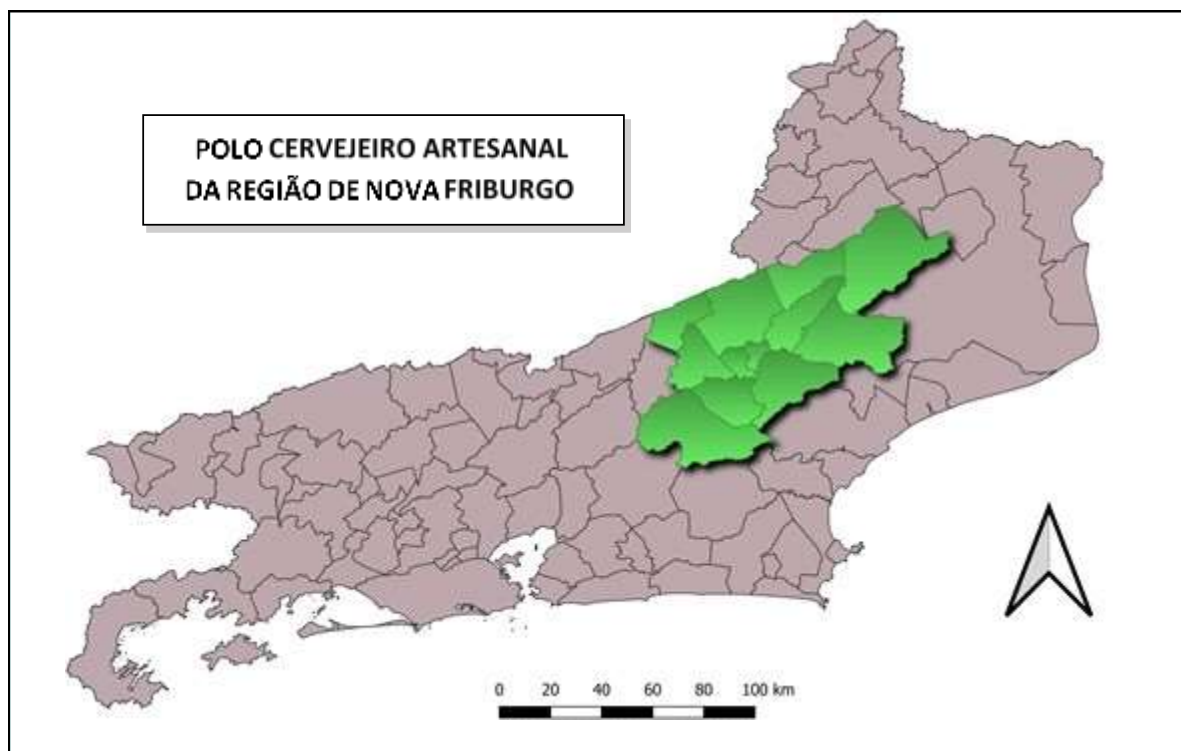 POLO CERVEJEIRO ARTESANAL
DA REGIÃO DE NOVA FRIBURGO
0 20 40 60 80 100 km